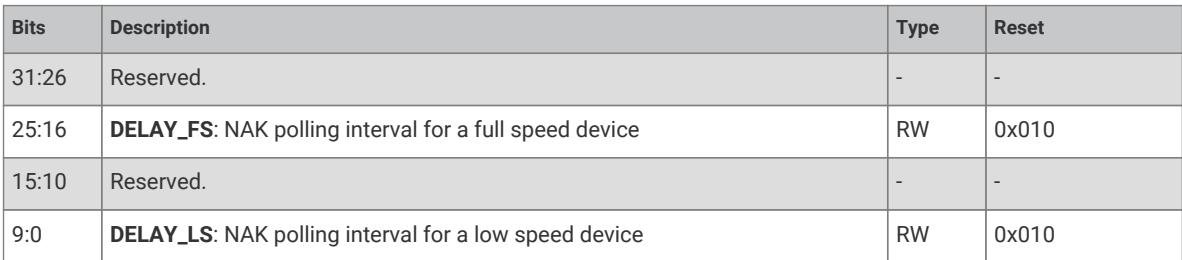 Bits Description Type Reset
31:26 Reserved. - -
25:16 DELAY_FS: NAK polling interval for a full speed device RW 0x010
15:10 Reserved. - -
9:0 DELAY_LS: NAK polling interval for a low speed device RW 0x010